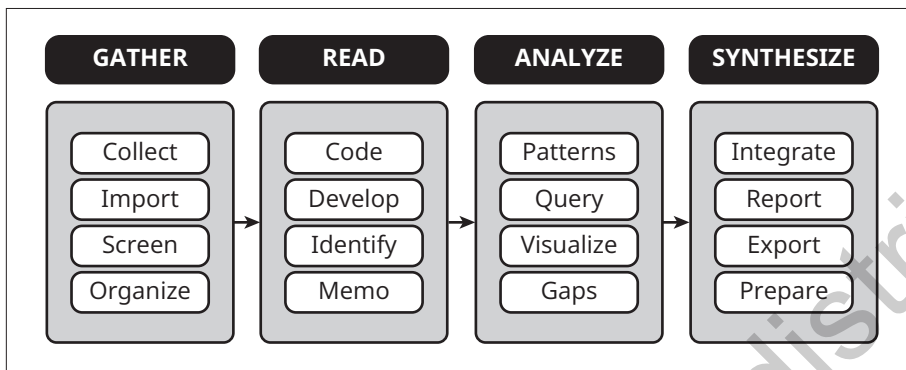 GATHER
Collect
Import
Screen
Organize
READ
Code
Develop
Identify
Memo
ANALYZE
Patterns
Query
Visualize
Gaps
SYNTHESIZE
Integrate
Report
Export
Prepare